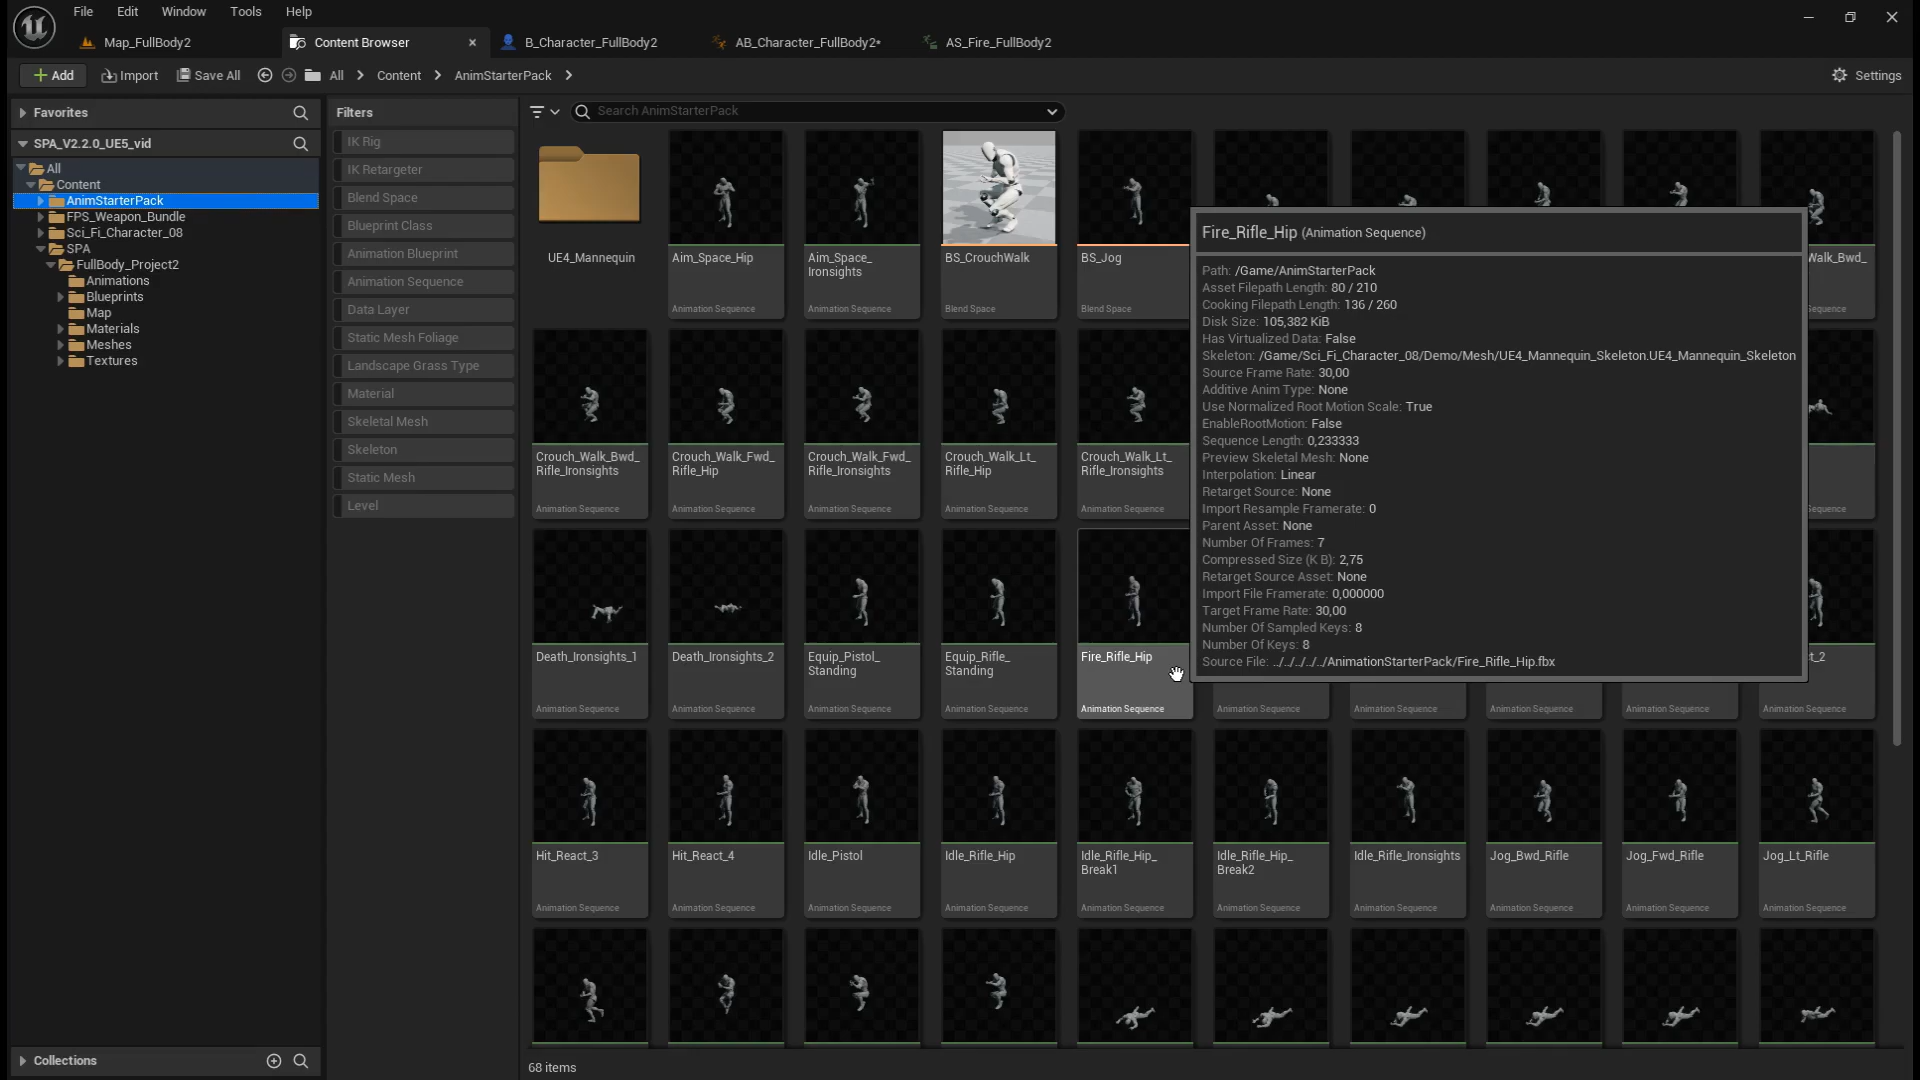 File Edit Window Tools Help
Map_FullBody2
Content Browser
B_Character_FullBody2
AB_Character_FullBody2*
AS_Fire_FullBody2
Add Import Save All All Content AnimStarterPack Settings
Favorites
SPA_V2.2.0_UE5_vid
All
Content
AnimStarterPack
FPS_Weapon_Bundle
Sci_Fi_Character_08
SPA
FullBody_Project2
Animations
Blueprints
Map
Materials
Meshes
Textures
Collections
Filters
IK Rig
IK Retargeter
Blend Space
Blueprint Class
Animation Blueprint
Animation Sequence
Data Layer
Static Mesh Foliage
Landscape Grass Type
Material
Skeletal Mesh
Skeleton
Static Mesh
Level
Search AnimStarterPack
UE4_Mannequin
Aim_Space_Hip
Animation Sequence
Aim_Space_
Ironsights
Animation Sequence
BS_CrouchWalk
Blend Space
BS_Jog
Blend Space
Walk_Bwd_
Sequence
Crouch_Walk_Bwd_
Rifle_Ironsights
Animation Sequence
Crouch_Walk_Fwd_
Rifle_Hip
Animation Sequence
Crouch_Walk_Fwd_
Rifle_Ironsights
Animation Sequence
Crouch_Walk_Lt_
Rifle_Hip
Animation Sequence
Crouch_Walk_Lt_
Rifle_Ironsights
Animation Sequence
Sequence
Death_Ironsights_1
Animation Sequence
Death_Ironsights_2
Animation Sequence
Equip_Pistol_
Standing
Animation Sequence
Equip_Rifle_
Standing
Animation Sequence
Fire_Rifle_Hip
Animation Sequence
Animation Sequence
Animation Sequence
Animation Sequence
Animation Sequence
t_2
Animation Sequence
Fire_Rifle_Hip (Animation Sequence)
Path: /Game/AnimStarterPack
Asset Filepath Length: 80 / 210
Cooking Filepath Length: 136 / 260
Disk Size: 105,382 KiB
Has Virtualized Data: False
Skeleton: /Game/Sci_Fi_Character_08/Demo/Mesh/UE4_Mannequin_Skeleton.UE4_Mannequin_Skeleton
Source Frame Rate: 30,00
Additive Anim Type: None
Use Normalized Root Motion Scale: True
EnableRootMotion: False
Sequence Length: 0,233333
Preview Skeletal Mesh: None
Interpolation: Linear
Retarget Source: None
Import Resample Framerate: 0
Parent Asset: None
Number Of Frames: 7
Compressed Size (K B): 2,75
Retarget Source Asset: None
Import File Framerate: 0,000000
Target Frame Rate: 30,00
Number Of Sampled Keys: 8
Number Of Keys: 8
Source File: ../../../../../AnimationStarterPack/Fire_Rifle_Hip.fbx
Hit_React_3
Animation Sequence
Hit_React_4
Animation Sequence
Idle_Pistol
Animation Sequence
Idle_Rifle_Hip
Animation Sequence
Idle_Rifle_Hip_
Break1
Animation Sequence
Idle_Rifle_Hip_
Break2
Animation Sequence
Idle_Rifle_Ironsights
Animation Sequence
Jog_Bwd_Rifle
Animation Sequence
Jog_Fwd_Rifle
Animation Sequence
Jog_Lt_Rifle
Animation Sequence
68 items